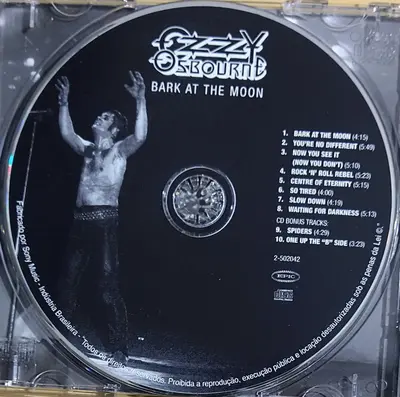 OZZY
OSBOURNE
BARK AT THE MOON
1. BARK AT THE MOON (4:15)
2. YOU'RE NO DIFFERENT (5:49)
3. NOW YOU SEE IT
(NOW YOU DON'T) (5:10)
4. ROCK 'N' ROLL REBEL (5:23)
5. CENTRE OF ETERNITY (5:15)
6. SO TIRED (4:00)
7. SLOW DOWN (4:19)
8. WAITING FOR DARKNESS (5:13)
CD BONUS TRACKS:
9. SPIDERS (4:29)
10. ONE UP THE "B" SIDE (3:23)
2-502042
EPIC
Fabricado por Sony Music - Indústria Brasileira - "Todos os direitos reservados. Proibida a reprodução, execução pública e locação desautorizadas sob as penas da Lei ©."